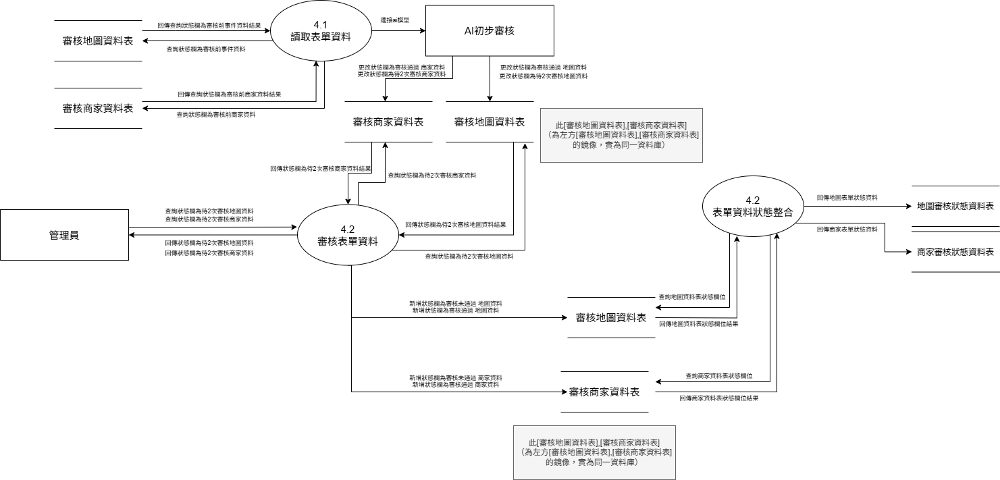 審核地圖資料表
回傳查詢狀態欄為審核前事件資料結果
查詢狀態欄為審核前事件資料
4.1
讀取表單資料
連接ai模型
AI初步審核
審核商家資料表
回傳查詢狀態欄為審核前商家資料結果
查詢狀態欄為審核前商家資料
更改狀態欄為審核通過 商家資料
更改狀態欄為待2次審核商家資料
更改狀態欄為審核通過 地圖資料
更改狀態欄為待2次審核地圖資料
審核商家資料表
審核地圖資料表
此[審核地圖資料表],[審核商家資料表]
（為左方[審核地圖資料表],[審核商家資料表]
的鏡像，實為同一資料庫）
回傳狀態欄為待2次審核商家資料結果
查詢狀態欄為待2次審核商家資料
管理員
查詢狀態欄為待2次審核地圖資料
查詢狀態欄為待2次審核商家資料
回傳狀態欄為待2次審核地圖資料
回傳狀態欄為待2次審核商家資料
4.2
審核表單資料
回傳狀態欄為待2次審核地圖資料結果
查詢狀態欄為待2次審核地圖資料
4.2
表單資料狀態整合
回傳地圖表單狀態資料
回傳商家表單狀態資料
地圖審核狀態資料表
商家審核狀態資料表
新增狀態欄為審核未通過 地圖資料
新增狀態欄為審核通過 地圖資料
審核地圖資料表
查詢地圖資料表狀態欄位
回傳地圖資料表狀態欄位結果
新增狀態欄為審核未通過 商家資料
新增狀態欄為審核通過 商家資料
審核商家資料表
查詢商家資料表狀態欄位
回傳商家資料表狀態欄位結果
此[審核地圖資料表],[審核商家資料表]
（為左方[審核地圖資料表],[審核商家資料表]
的鏡像，實為同一資料庫）